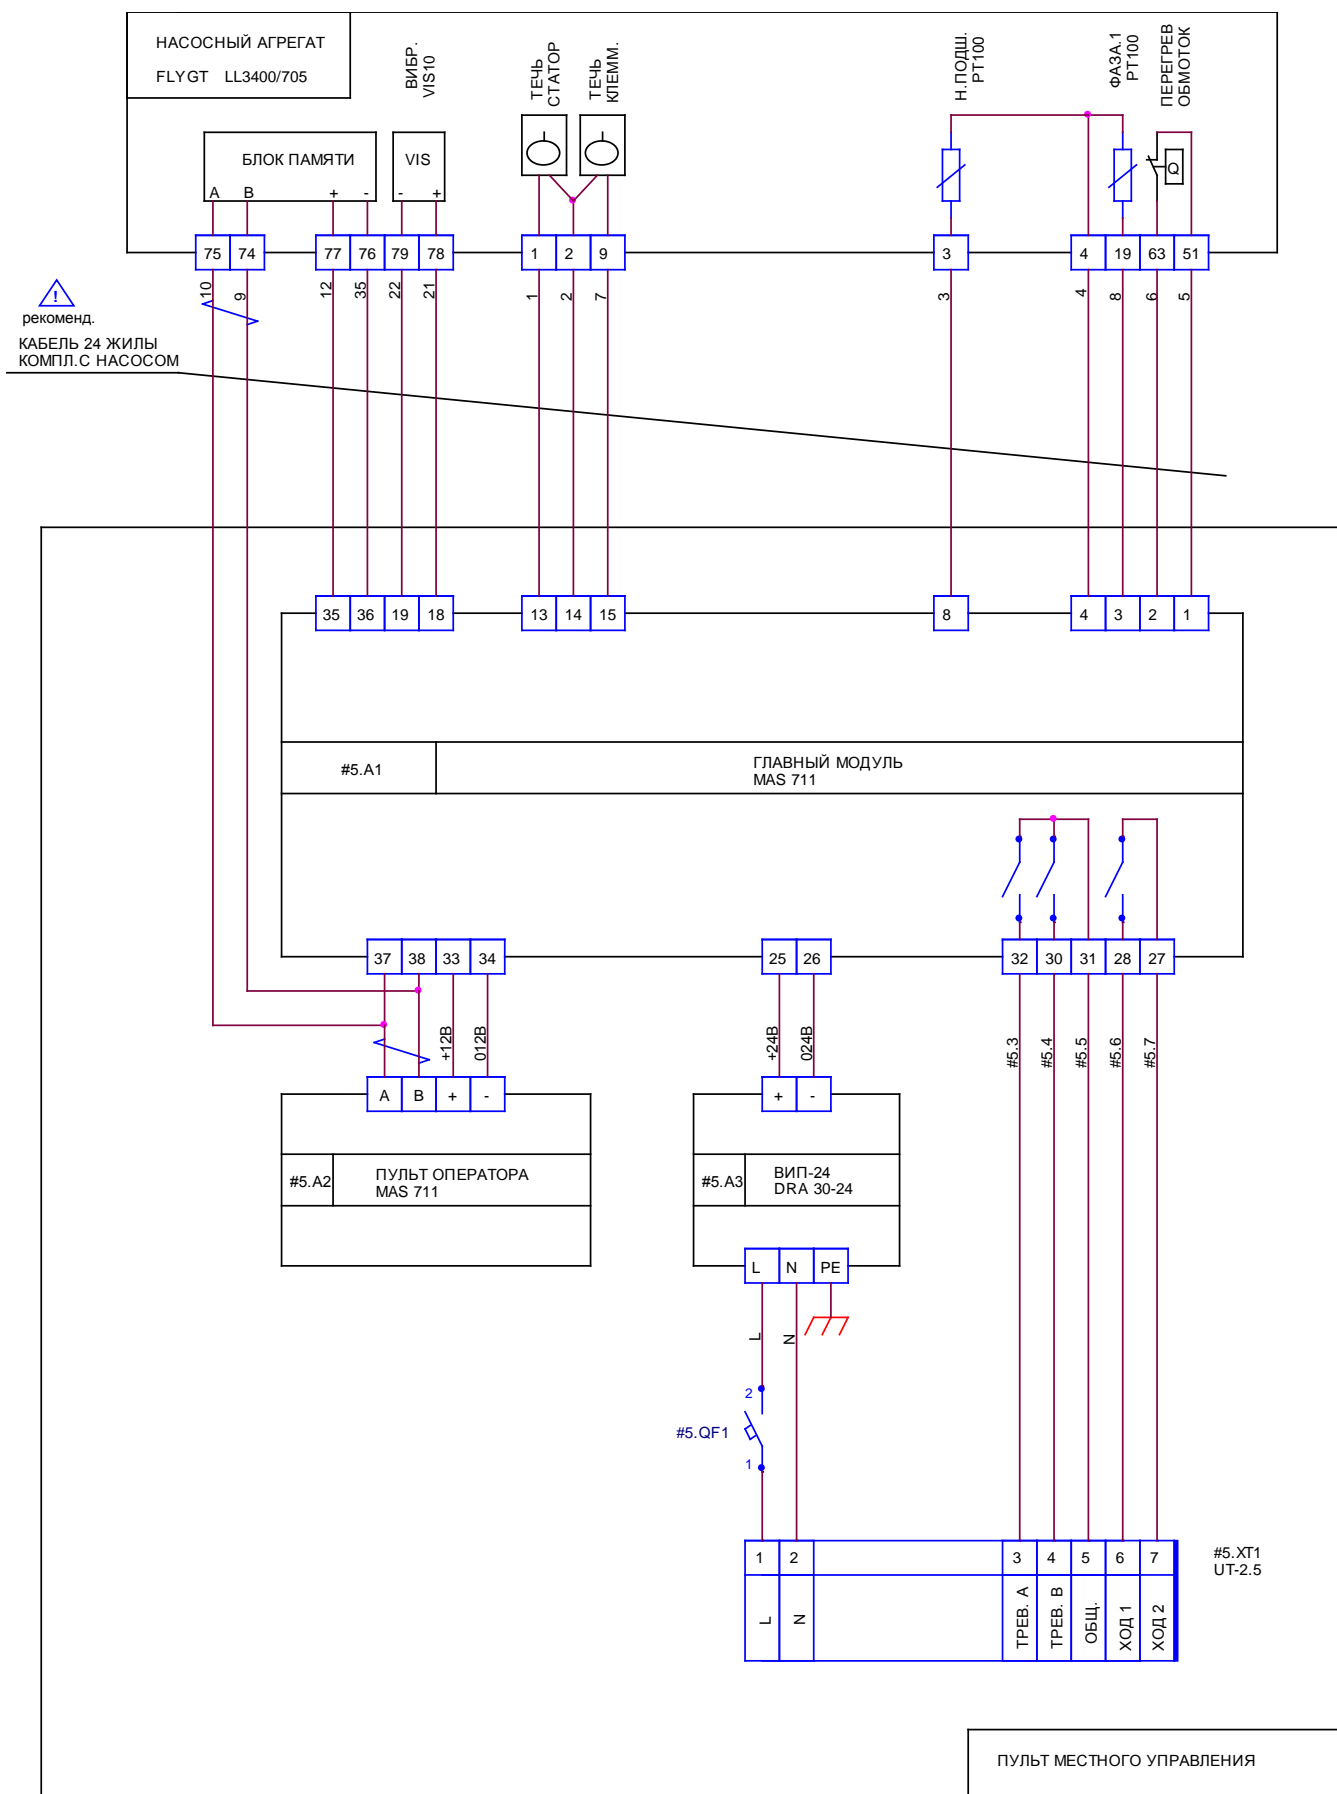 НАСОСНЫЙ АГРЕГАТ
FLYGT LL3400/705
ВИБР.
VIS10
ТЕЧЬ
СТАТОР
ТЕЧЬ
КЛЕММ.
Н.ПОДШ.
РТ100
ФАЗА.1
РТ100
ПЕРЕГРЕВ
ОБМОТОК
БЛОК ПАМЯТИ
A B + -
VIS
- +
Q
75 74 77 76 79 78 1 2 9 3 4 19 63 51
10 9 12 35 22 21 1 2 7 3 4 8 6 5
!
рекоменд.
КАБЕЛЬ 24 ЖИЛЫ
КОМПЛ.С НАСОСОМ
35 36 19 18 13 14 15 8 4 3 2 1
#5.A1
ГЛАВНЫЙ МОДУЛЬ
MAS 711
37 38 33 34 25 26 32 30 31 28 27
+12В 012В +24В 024В #5.3 #5.4 #5.5 #5.6 #5.7
A B + - + -
#5.A2
ПУЛЬТ ОПЕРАТОРА
MAS 711
#5.A3
ВИП-24
DRA 30-24
L N PE
L N
2
#5.QF1
1
1 2 3 4 5 6 7
L N ТРЕВ. А ТРЕВ. В ОБЩ. ХОД 1 ХОД 2
#5.XT1
UT-2.5
ПУЛЬТ МЕСТНОГО УПРАВЛЕНИЯ